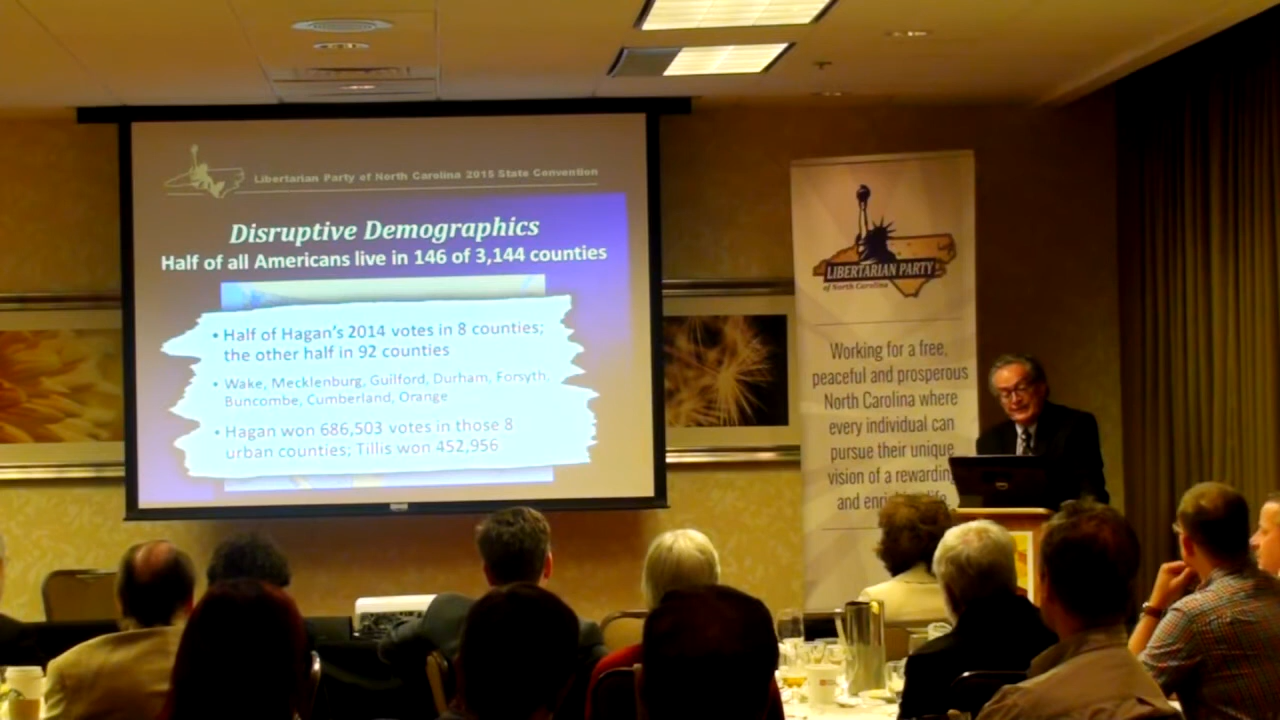 Libertarian Party of North Carolina 2015 State Convention
Disruptive Demographics
Half of all Americans live in 146 of 3,144 counties
• Half of Hagan's 2014 votes in 8 counties;
the other half in 92 counties
• Wake, Mecklenburg, Guilford, Durham, Forsyth,
Buncombe, Cumberland, Orange
• Hagan won 686,503 votes in those 8
urban counties; Tillis won 452,956
LIBERTARIAN PARTY
of North Carolina
Working for a free,
peaceful and prosperous
North Carolina where
every individual can
pursue their unique
vision of a rewarding
and